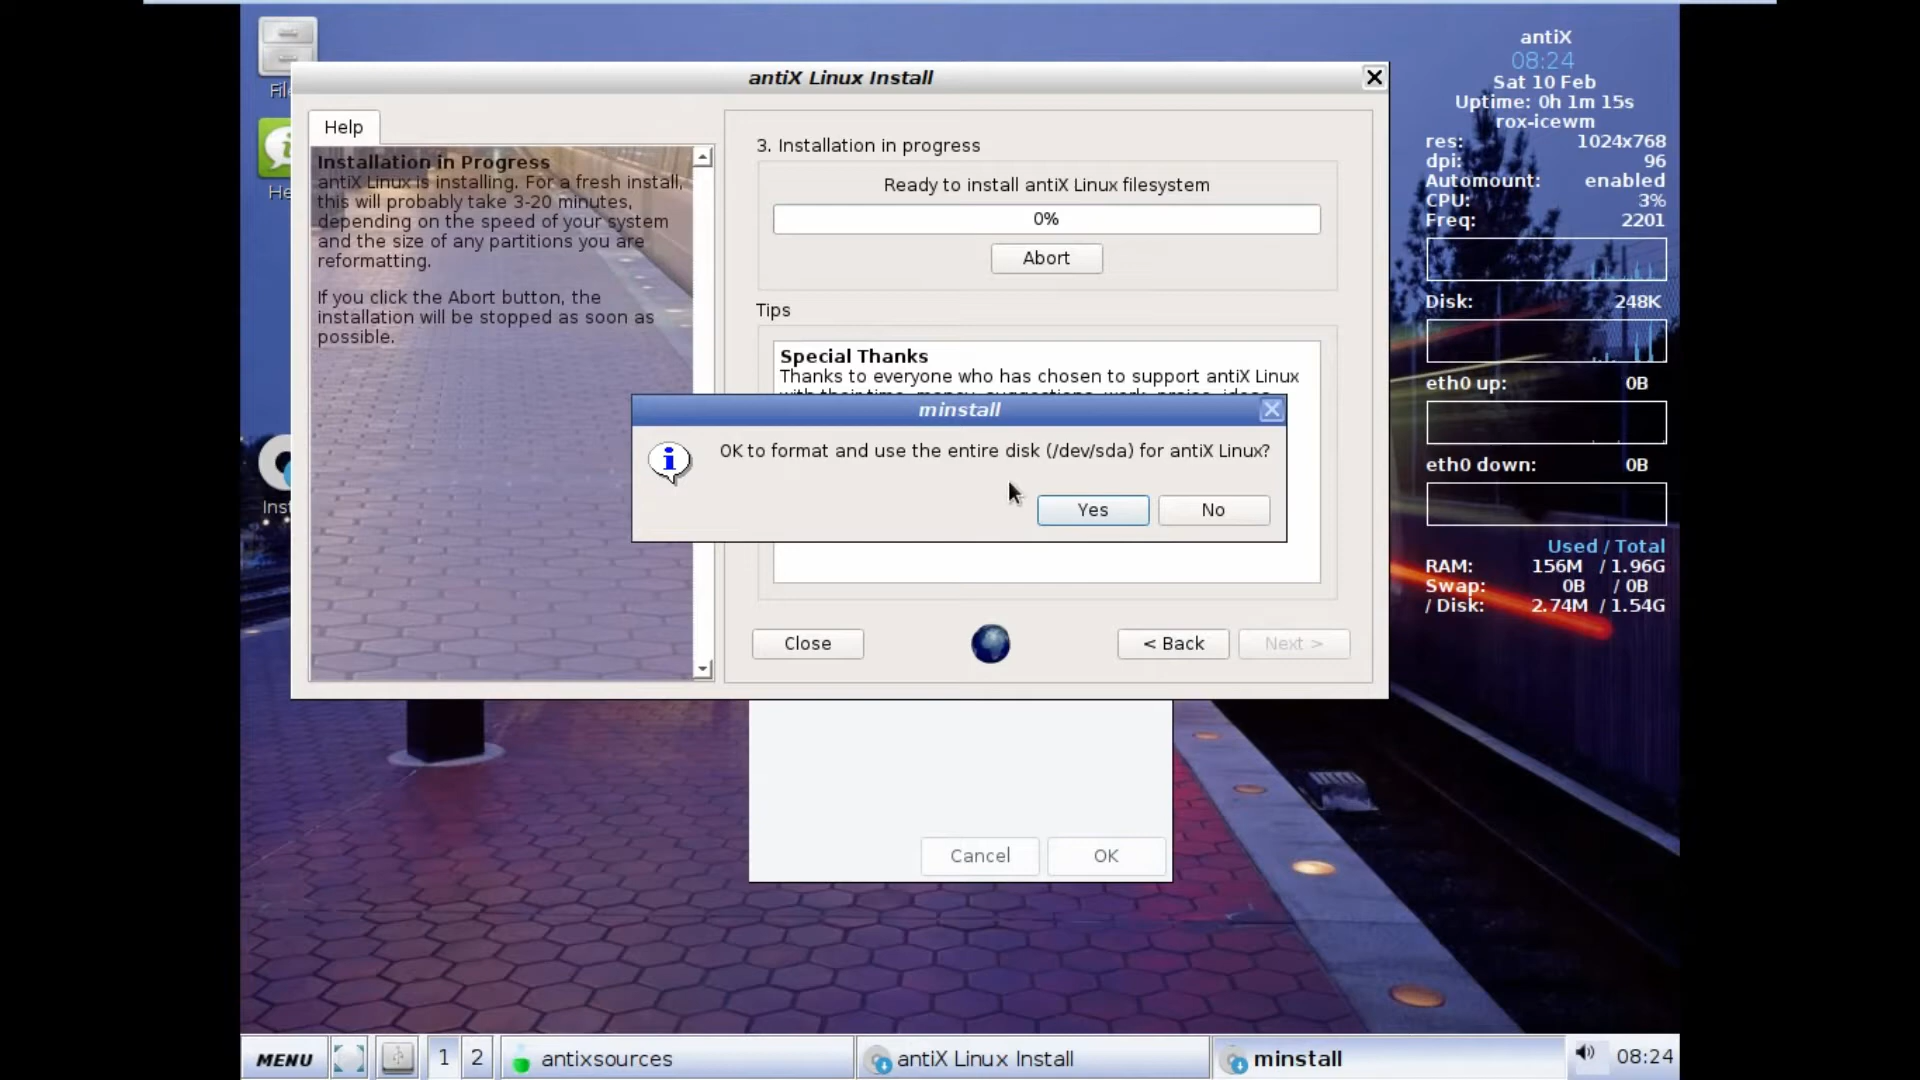 antiX
08:24
Sat 10 Feb
Uptime: 0h 1m 15s
rox-icewm
res: 1024x768
dpi: 96
Automount: enabled
CPU: 3%
Freq: 2201
Disk: 248K
eth0 up: 0B
eth0 down: 0B
Used / Total
RAM: 156M / 1.96G
Swap: 0B / 0B
/ Disk: 2.74M / 1.54G
antiX Linux Install
Help
Installation in Progress
antiX Linux is installing. For a fresh install,
this will probably take 3-20 minutes,
depending on the speed of your system
and the size of any partitions you are
reformatting.
If you click the Abort button, the
installation will be stopped as soon as
possible.
3. Installation in progress
Ready to install antiX Linux filesystem
0%
Abort
Tips
Special Thanks
Thanks to everyone who has chosen to support antiX Linux
minstall
OK to format and use the entire disk (/dev/sda) for antiX Linux?
Yes
No
Close
< Back
Next >
Cancel
OK
MENU
1
2
antixsources
antiX Linux Install
minstall
08:24